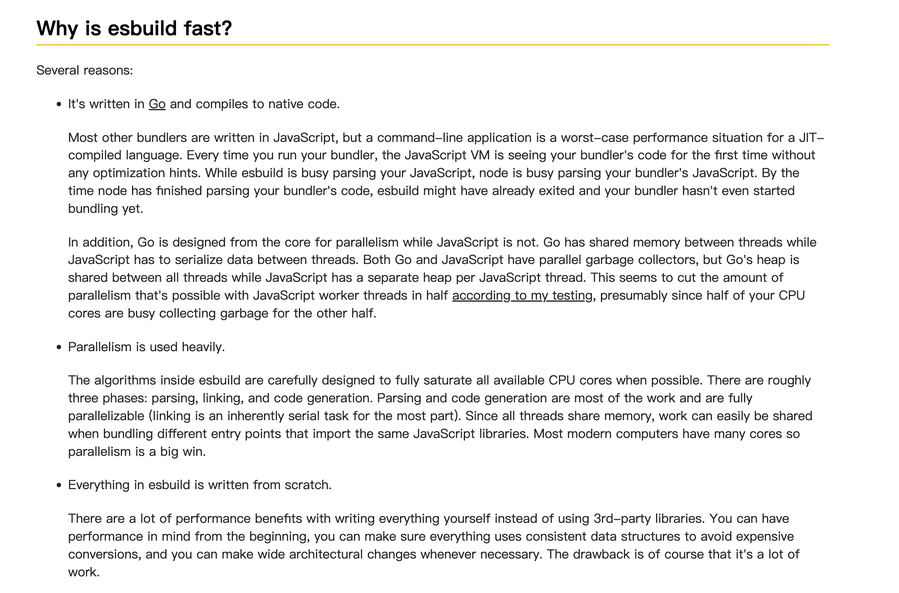 Why is esbuild fast?
Several reasons:
• It's written in Go and compiles to native code.
Most other bundlers are written in JavaScript, but a command-line application is a worst-case performance situation for a JIT-
compiled language. Every time you run your bundler, the JavaScript VM is seeing your bundler's code for the first time without
any optimization hints. While esbuild is busy parsing your JavaScript, node is busy parsing your bundler's JavaScript. By the
time node has finished parsing your bundler's code, esbuild might have already exited and your bundler hasn't even started
bundling yet.
In addition, Go is designed from the core for parallelism while JavaScript is not. Go has shared memory between threads while
JavaScript has to serialize data between threads. Both Go and JavaScript have parallel garbage collectors, but Go's heap is
shared between all threads while JavaScript has a separate heap per JavaScript thread. This seems to cut the amount of
parallelism that's possible with JavaScript worker threads in half according to my testing, presumably since half of your CPU
cores are busy collecting garbage for the other half.
• Parallelism is used heavily.
The algorithms inside esbuild are carefully designed to fully saturate all available CPU cores when possible. There are roughly
three phases: parsing, linking, and code generation. Parsing and code generation are most of the work and are fully
parallelizable (linking is an inherently serial task for the most part). Since all threads share memory, work can easily be shared
when bundling different entry points that import the same JavaScript libraries. Most modern computers have many cores so
parallelism is a big win.
• Everything in esbuild is written from scratch.
There are a lot of performance benefits with writing everything yourself instead of using 3rd-party libraries. You can have
performance in mind from the beginning, you can make sure everything uses consistent data structures to avoid expensive
conversions, and you can make wide architectural changes whenever necessary. The drawback is of course that it's a lot of
work.